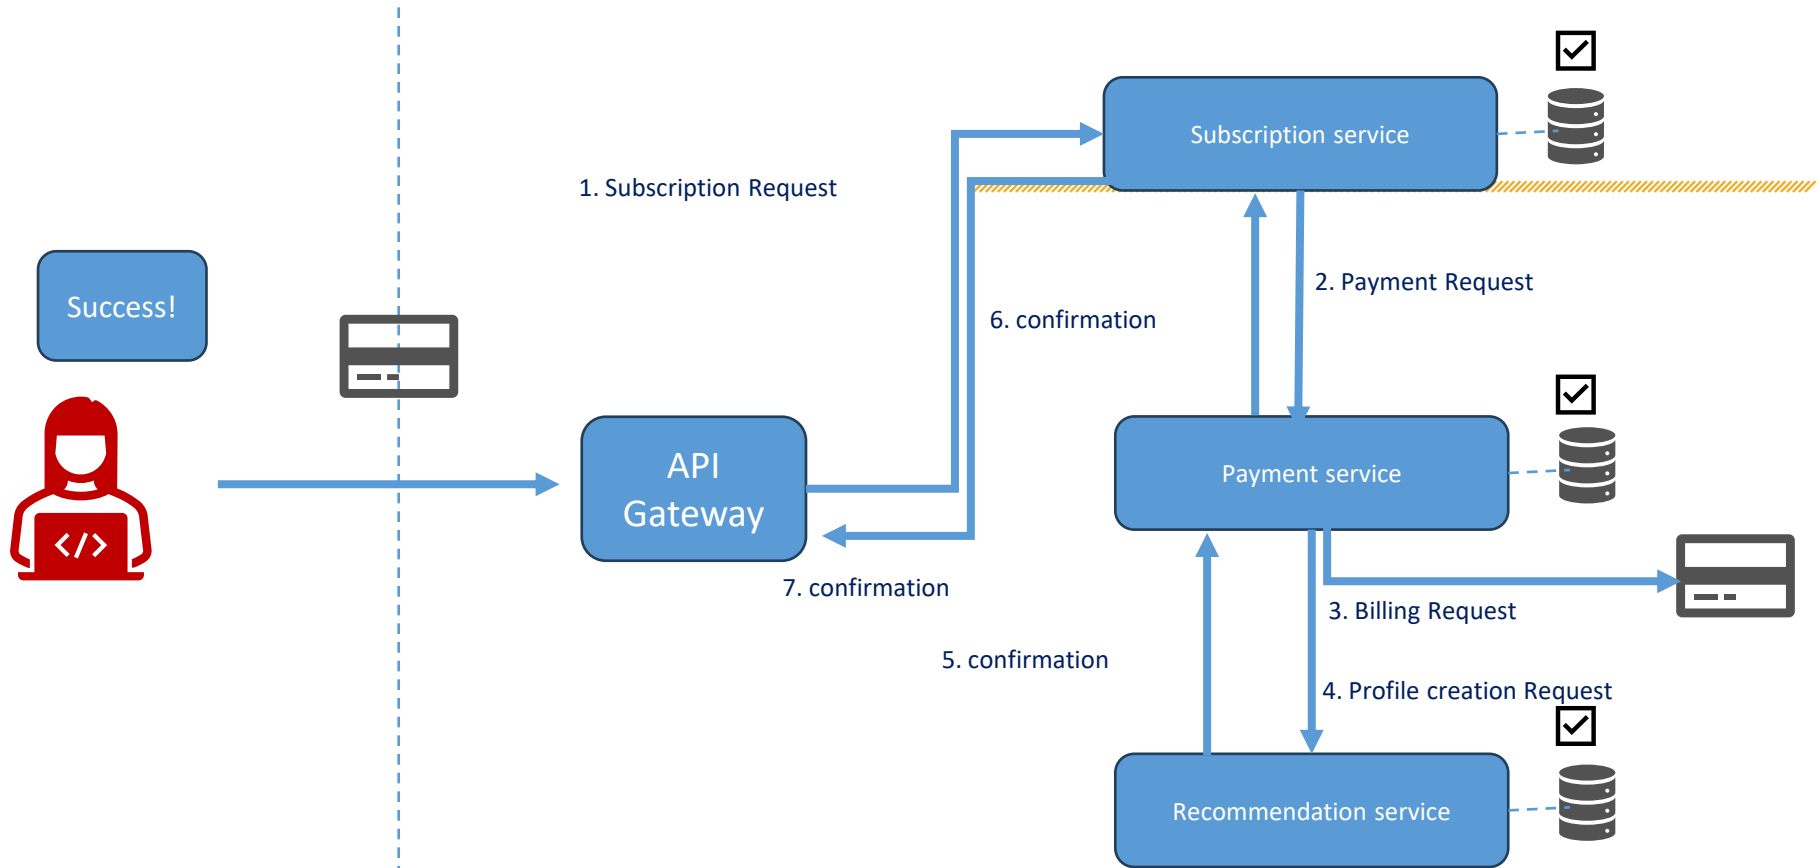 Subscription service
1. Subscription Request
Success!
2. Payment Request
6. confirmation
API
Gateway
Payment service
</>
7. confirmation
3. Billing Request
5. confirmation
4. Profile creation Request
Recommendation service